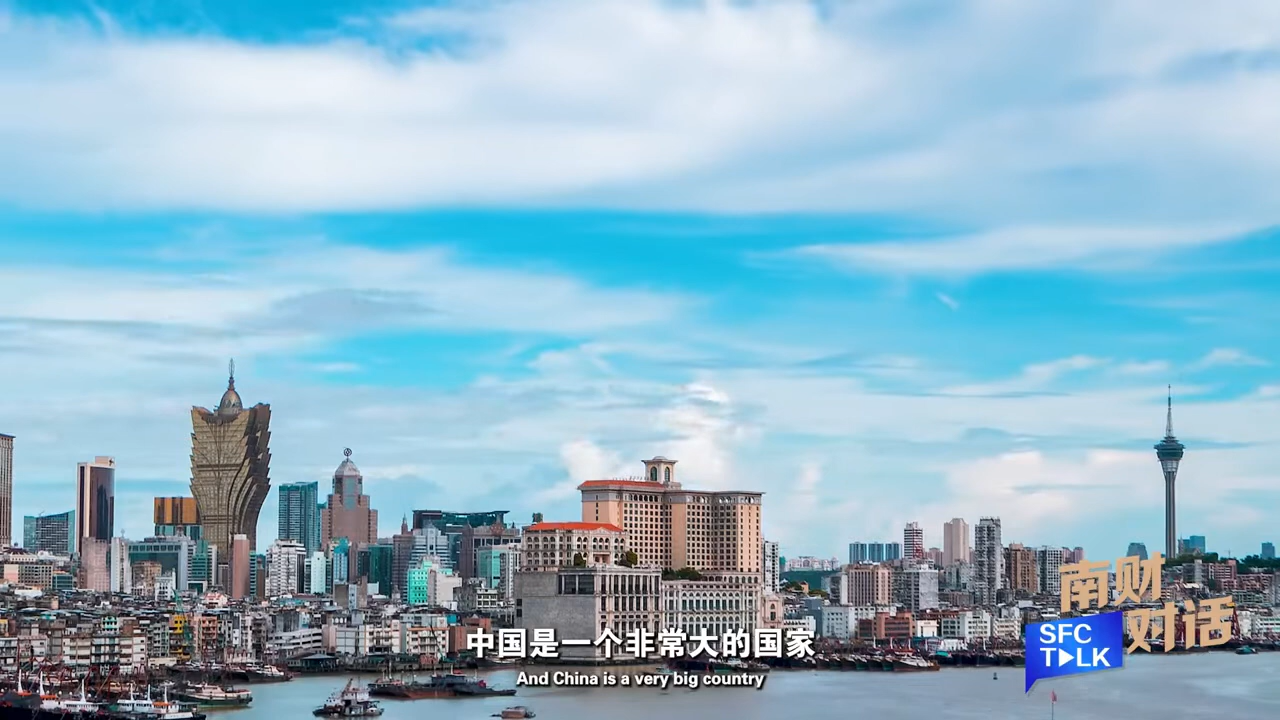 中国是一个非常大的国家
And China is a very big country
南财
对话
SFC
TALK